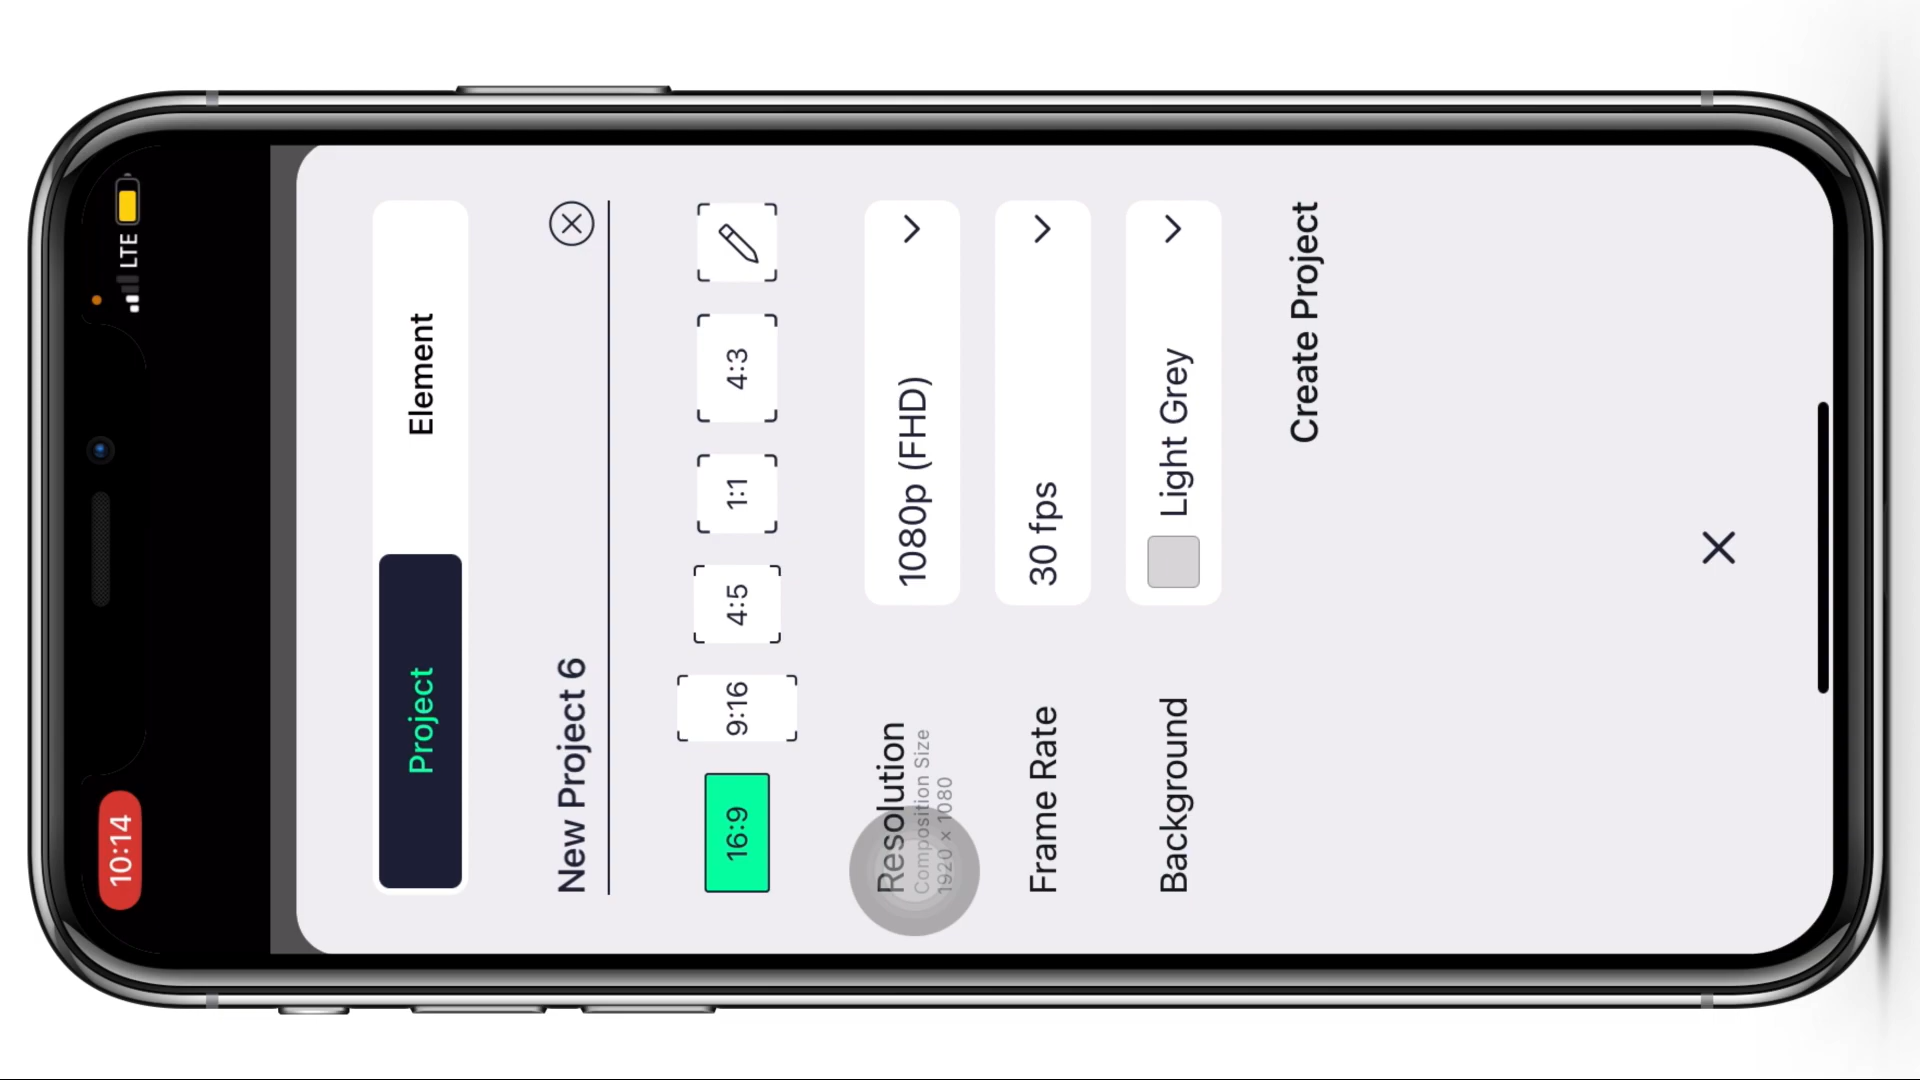 10:14
LTE
Project
Element
New Project 6
16:9
9:16
4:5
1:1
4:3
Resolution
1080p (FHD)
Composition Size
1920 × 1080
Frame Rate
30 fps
Background
Light Grey
Create Project